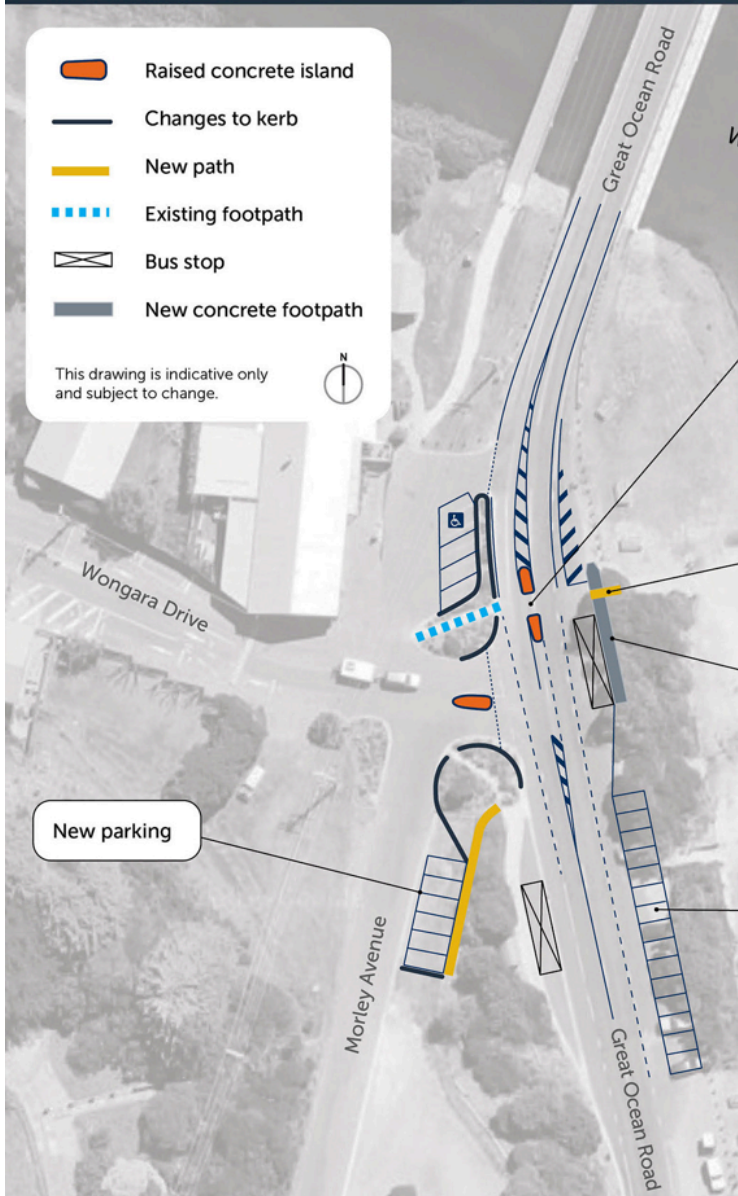 Raised concrete island
Changes to kerb
New path
Existing footpath
Bus stop
New concrete footpath
This drawing is indicative only
and subject to change.
N
Great Ocean Road
W
Wongara Drive
New parking
Morley Avenue
Great Ocean Road